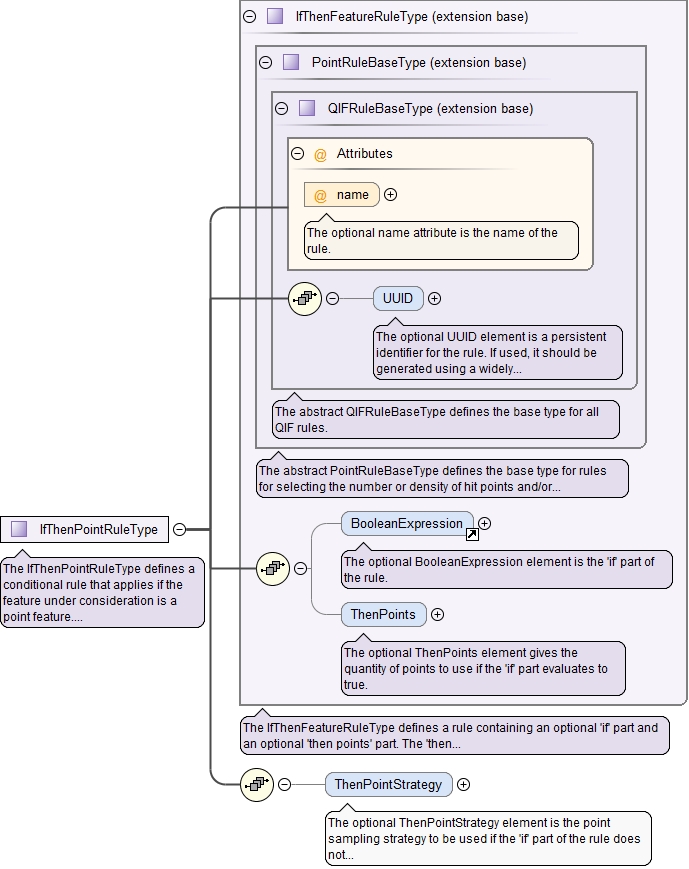 IfThenFeatureRuleType (extension base)
PointRuleBaseType (extension base)
QIFRuleBaseType (extension base)
@ Attributes
@ name
The optional name attribute is the name of the
rule.
UUID
The optional UUID element is a persistent
identifier for the rule. If used, it should be
generated using a widely...
The abstract QIFRuleBaseType defines the base type for all
QIF rules.
The abstract PointRuleBaseType defines the base type for rules
for selecting the number or density of hit points and/or...
IfThenPointRuleType
The IfThenPointRuleType defines a
conditional rule that applies if the
feature under consideration is a
point feature....
BooleanExpression
The optional BooleanExpression element is the 'if' part of
the rule.
ThenPoints
The optional ThenPoints element gives the
quantity of points to use if the 'if' part evaluates to
true.
The IfThenFeatureRuleType defines a rule containing an optional 'if' part and
an optional 'then points' part. The 'then...
ThenPointStrategy
The optional ThenPointStrategy element is the point
sampling strategy to be used if the 'if' part of the rule does
not...